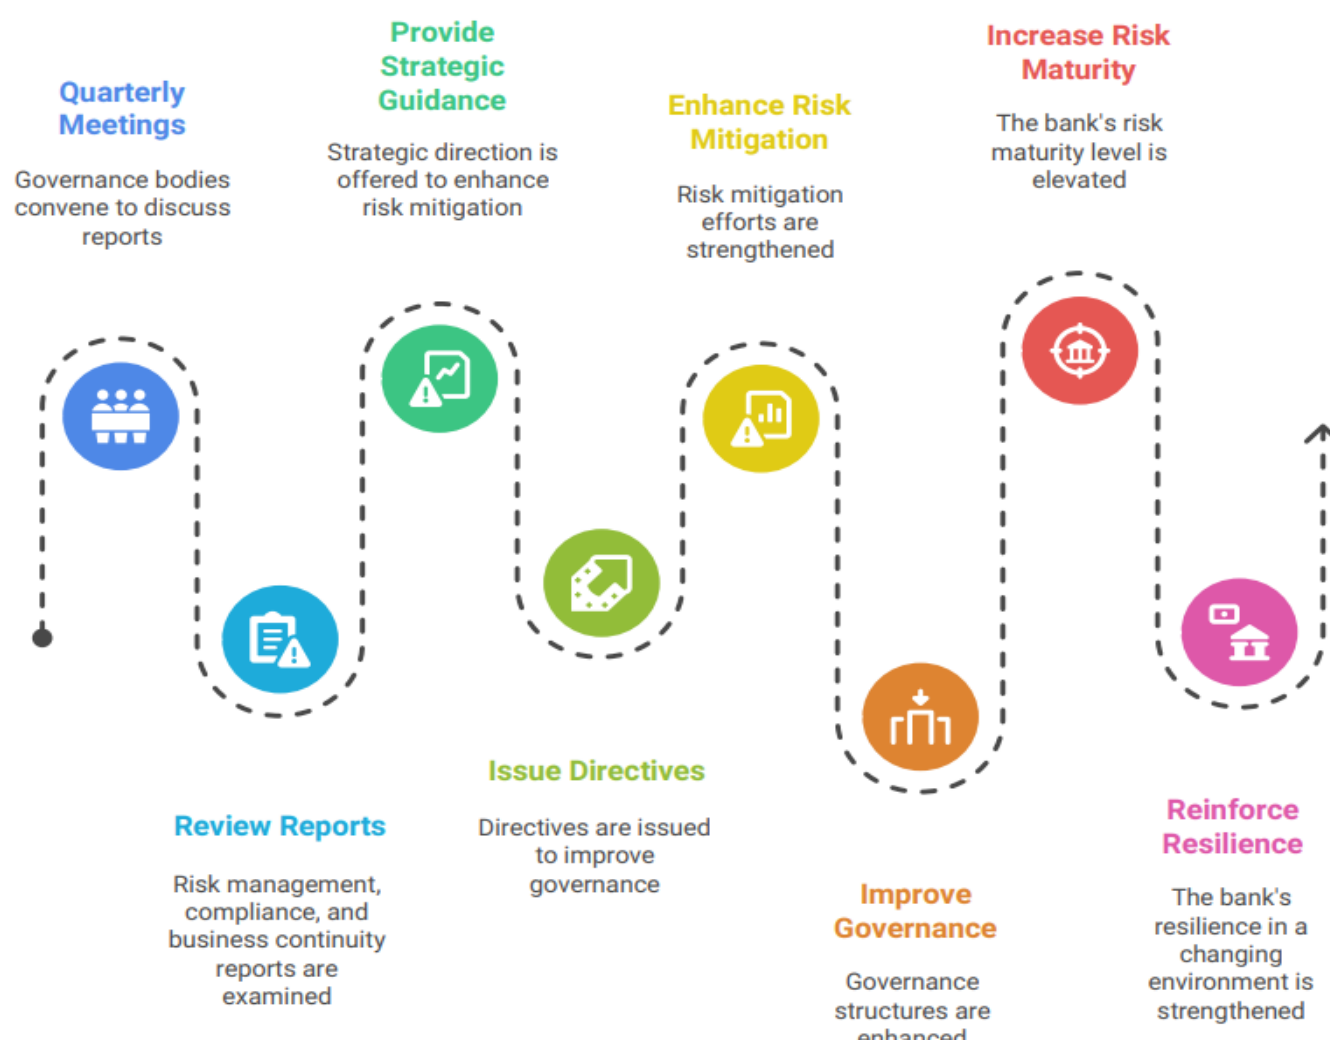 Quarterly
Meetings
Governance bodies
convene to discuss
reports
Review Reports
Risk management,
compliance, and
business continuity
reports are
examined
Provide
Strategic
Guidance
Strategic direction is
offered to enhance
risk mitigation
Issue Directives
Directives are issued
to improve
governance
Enhance Risk
Mitigation
Risk mitigation
efforts are
strengthened
Improve
Governance
Governance
structures are
enhanced
Increase Risk
Maturity
The bank's risk
maturity level is
elevated
Reinforce
Resilience
The bank's
resilience in a
changing
environment is
strengthened